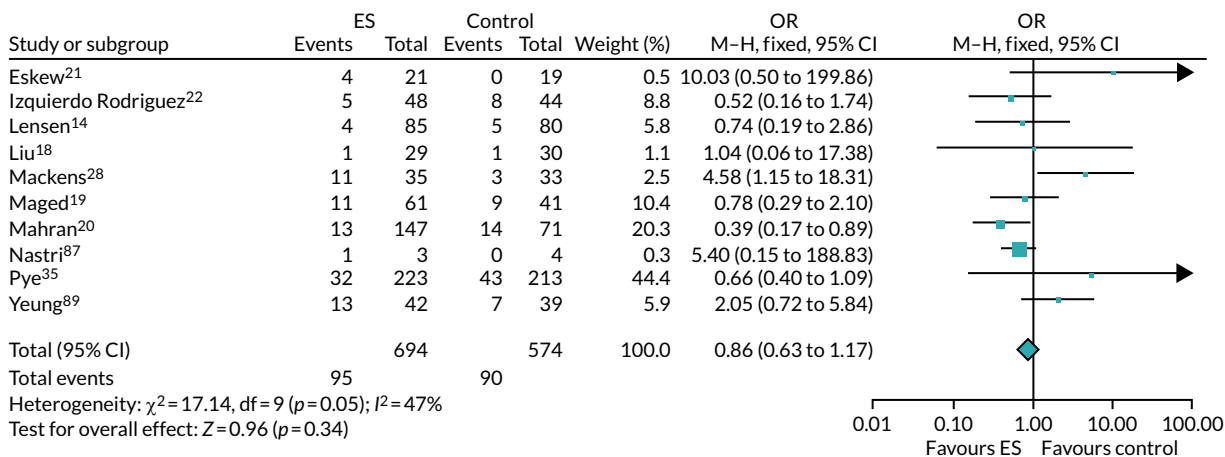 ES Control OR OR
Study or subgroup Events Total Events Total Weight (%) M–H, fixed, 95% CI M–H, fixed, 95% CI
Eskew21 4 21 0 19 0.5 10.03 (0.50 to 199.86)
Izquierdo Rodriguez22 5 48 8 44 8.8 0.52 (0.16 to 1.74)
Lensen14 4 85 5 80 5.8 0.74 (0.19 to 2.86)
Liu18 1 29 1 30 1.1 1.04 (0.06 to 17.38)
Mackens28 11 35 3 33 2.5 4.58 (1.15 to 18.31)
Maged19 11 61 9 41 10.4 0.78 (0.29 to 2.10)
Mahran20 13 147 14 71 20.3 0.39 (0.17 to 0.89)
Nastri87 1 3 0 4 0.3 5.40 (0.15 to 188.83)
Pye35 32 223 43 213 44.4 0.66 (0.40 to 1.09)
Yeung89 13 42 7 39 5.9 2.05 (0.72 to 5.84)
Total (95% CI) 694 574 100.0 0.86 (0.63 to 1.17)
Total events 95 90
Heterogeneity: χ2=17.14, df=9 (p=0.05); I2=47%
Test for overall effect: Z=0.96 (p=0.34)
0.01 0.10 1.00 10.00 100.00
Favours ES Favours control